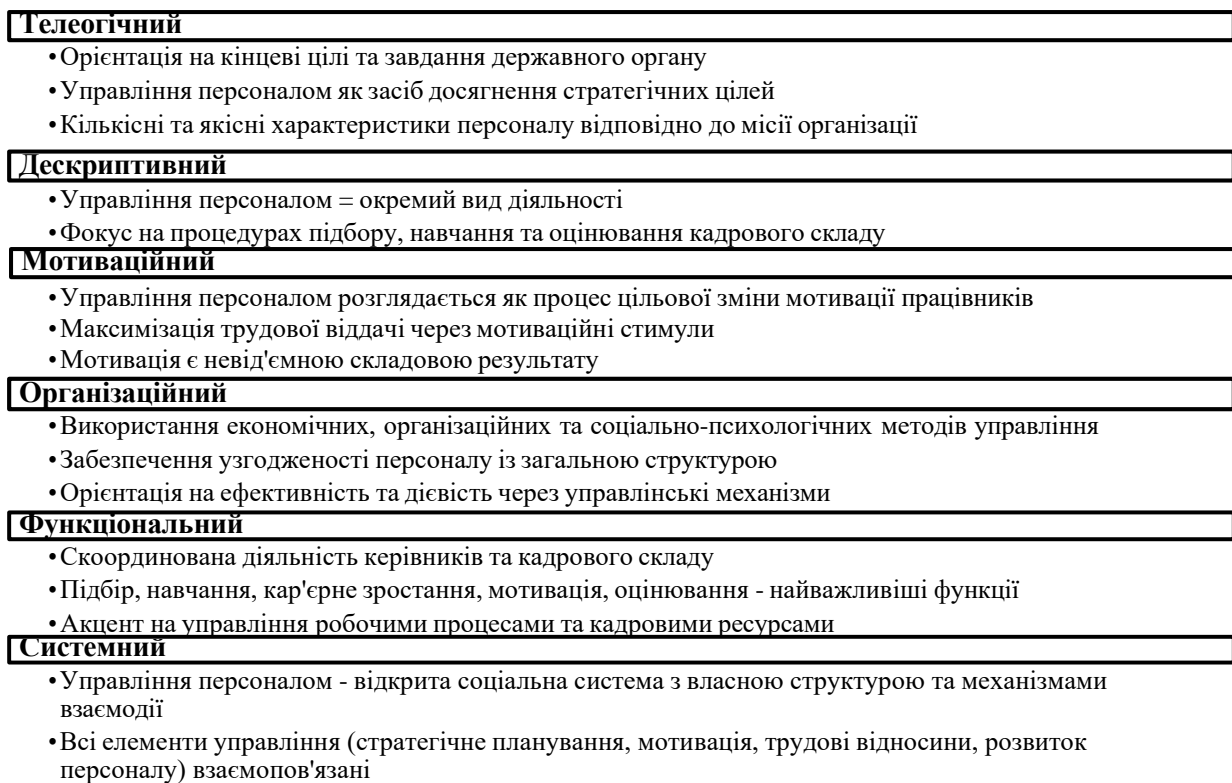 Телеогічний
•Орієнтація на кінцеві цілі та завдання державного органу
•Управління персоналом як засіб досягнення стратегічних цілей
•Кількісні та якісні характеристики персоналу відповідно до місії організації
Дескриптивний
•Управління персоналом = окремий вид діяльності
•Фокус на процедурах підбору, навчання та оцінювання кадрового складу
Мотиваційний
•Управління персоналом розглядається як процес цільової зміни мотивації працівників
•Максимізація трудової віддачі через мотиваційні стимули
•Мотивація є невід'ємною складовою результату
Організаційний
•Використання економічних, організаційних та соціально-психологічних методів управління
•Забезпечення узгодженості персоналу із загальною структурою
•Орієнтація на ефективність та дієвість через управлінські механізми
Функціональний
•Скоординована діяльність керівників та кадрового складу
•Підбір, навчання, кар'єрне зростання, мотивація, оцінювання - найважливіші функції
•Акцент на управління робочими процесами та кадровими ресурсами
Системний
•Управління персоналом - відкрита соціальна система з власною структурою та механізмами
взаємодії
•Всі елементи управління (стратегічне планування, мотивація, трудові відносини, розвиток
персоналу) взаємопов'язані